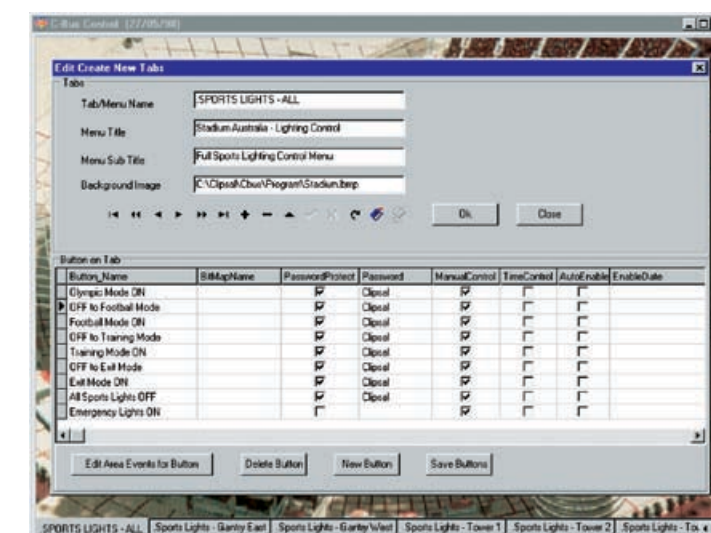 C-Bus Control (27/05/98)
Edit Create New Tabs
Tabs
Tab/Menu Name .SPORTS LIGHTS - ALL
Menu Title Stadium Australia - Lighting Control
Menu Sub Title Full Sports Lighting Control Menu
Background Image C:\Clipsal\Cbus\Program\Stadium.bmp
Ok Close
Button on Tab
Button_Name BitMapName PasswordProtect Password ManualControl TimeControl AutoEnable EnableDate
Olympic Mode ON Clipsal
OFF to Football Mode Clipsal
Football Mode ON Clipsal
OFF to Training Mode Clipsal
Training Mode ON Clipsal
OFF to Exit Mode Clipsal
Exit Mode ON Clipsal
All Sports Lights OFF Clipsal
Emergency Lights ON
Edit Area Events for Button Delete Button New Button Save Buttons
.SPORTS LIGHTS - ALL .Sports Lights - Gantry East .Sports Lights - Gantry West .Sports Lights - Tower 1 .Sports Lights - Tower 2 .Sports Lights - To